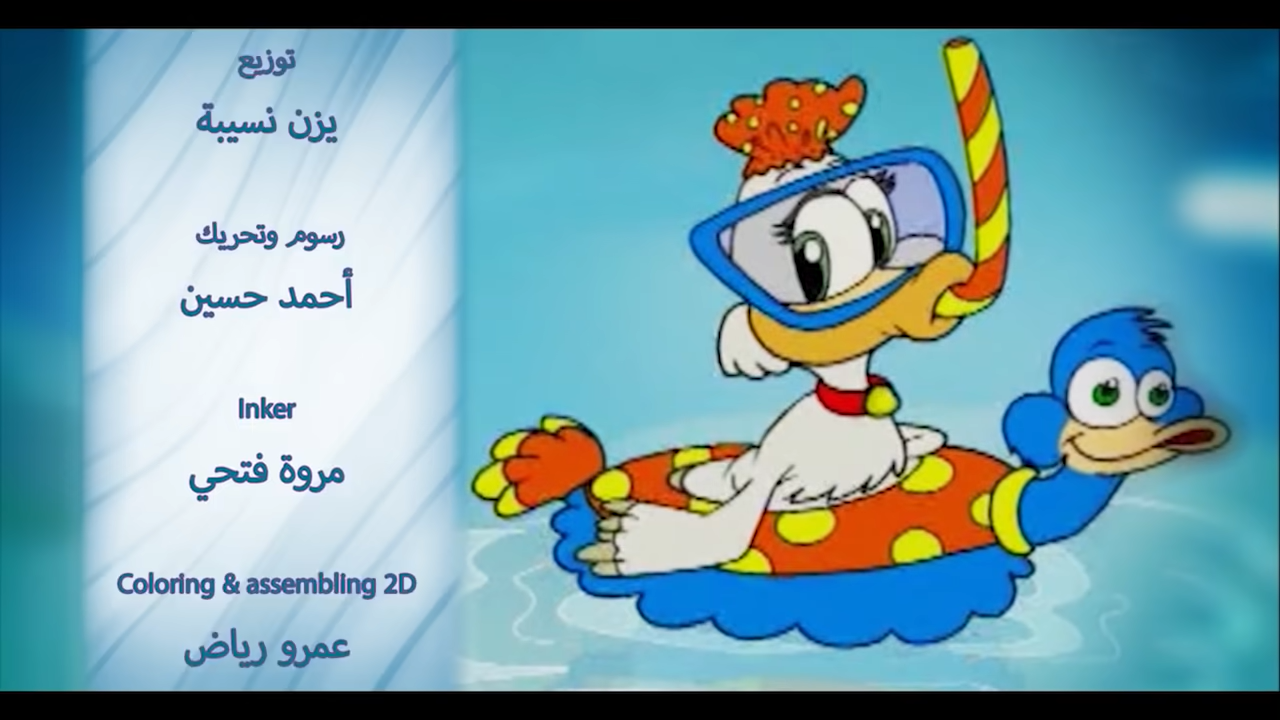 توزيع
يزن نسيبة
رسوم وتحريك
أحمد حسين
Inker
مروة فتحي
Coloring & assembling 2D
عمرو رياض